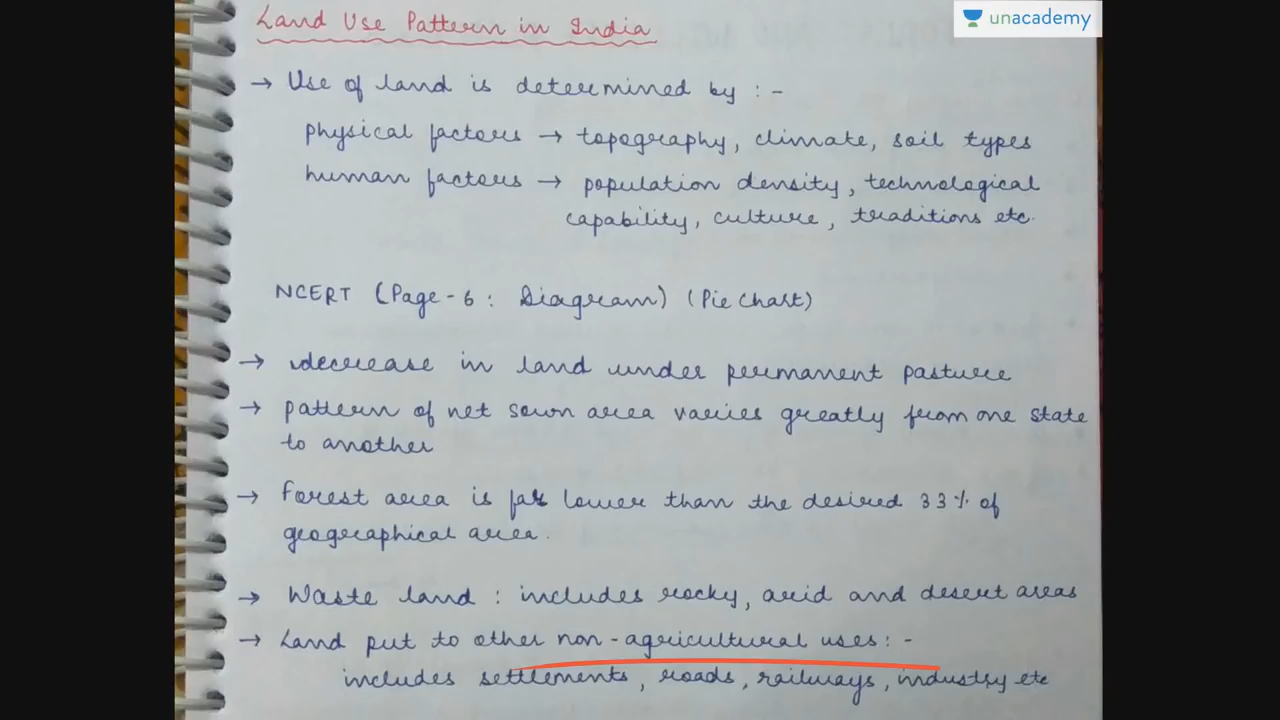 Land Use Pattern in India
unacademy
→ Use of land is determined by :-
physical factors → topography, climate, soil types
human factors → population density, technological
capability, culture, traditions etc.
NCERT (Page-6 : Diagram) (Pie Chart)
→ decrease in land under permanent pasture
→ pattern of net sown area varies greatly from one state
to another
→ Forest area is far lower than the desired 33% of
geographical area.
→ Waste land : includes rocky, arid and desert areas
→ Land put to other non-agricultural uses :-
includes settlements, roads, railways, industry etc